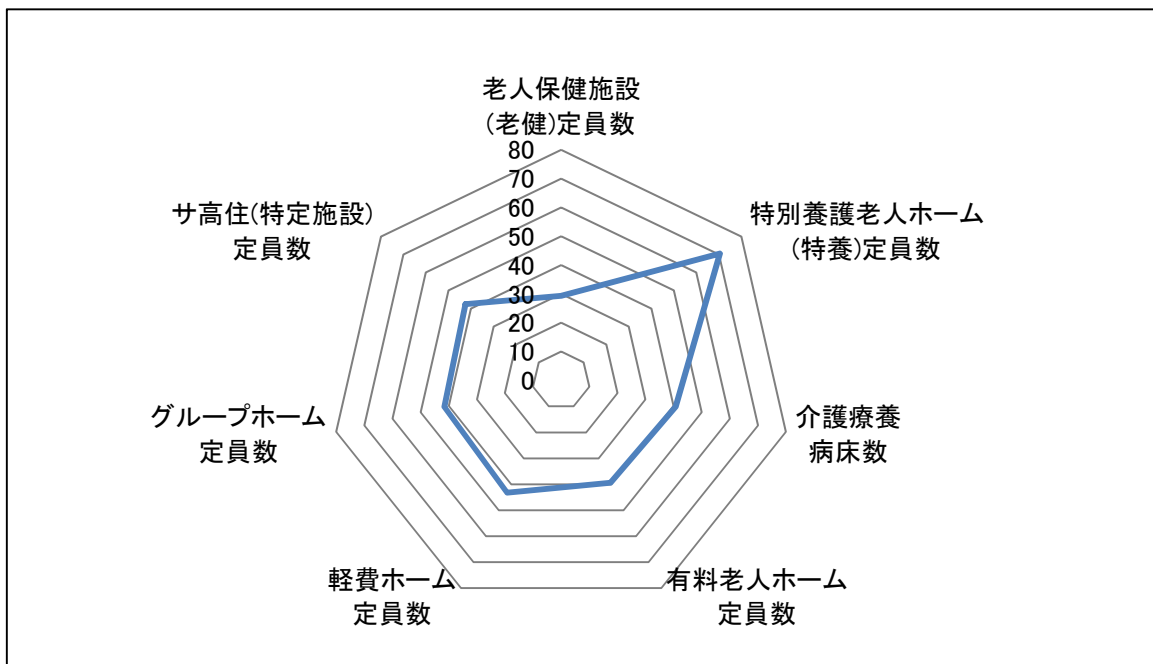 老人保健施設
(老健)定員数
80
70
60
50
40
30
20
10
0
特別養護老人ホーム
(特養)定員数
介護療養
病床数
有料老人ホーム
定員数
軽費ホーム
定員数
グループホーム
定員数
サ高住(特定施設)
定員数